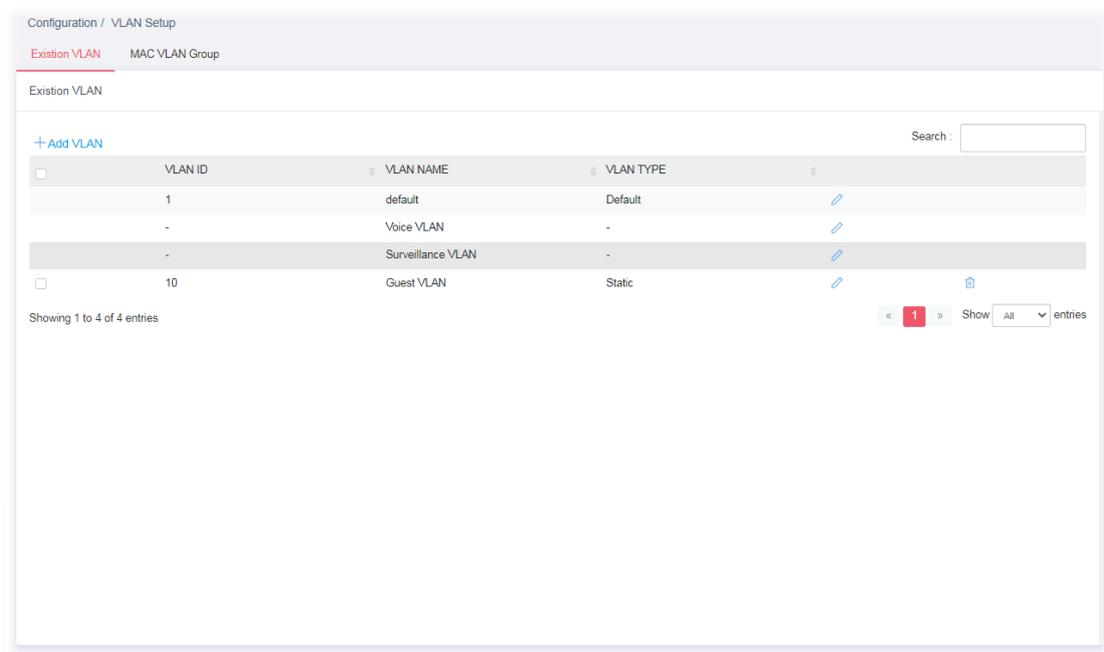 Configuration / VLAN Setup
Existion VLAN MAC VLAN Group
Existion VLAN
+Add VLAN Search :
VLAN ID VLAN NAME VLAN TYPE
1 default Default
- Voice VLAN -
- Surveillance VLAN -
10 Guest VLAN Static
Showing 1 to 4 of 4 entries « 1 » Show All entries